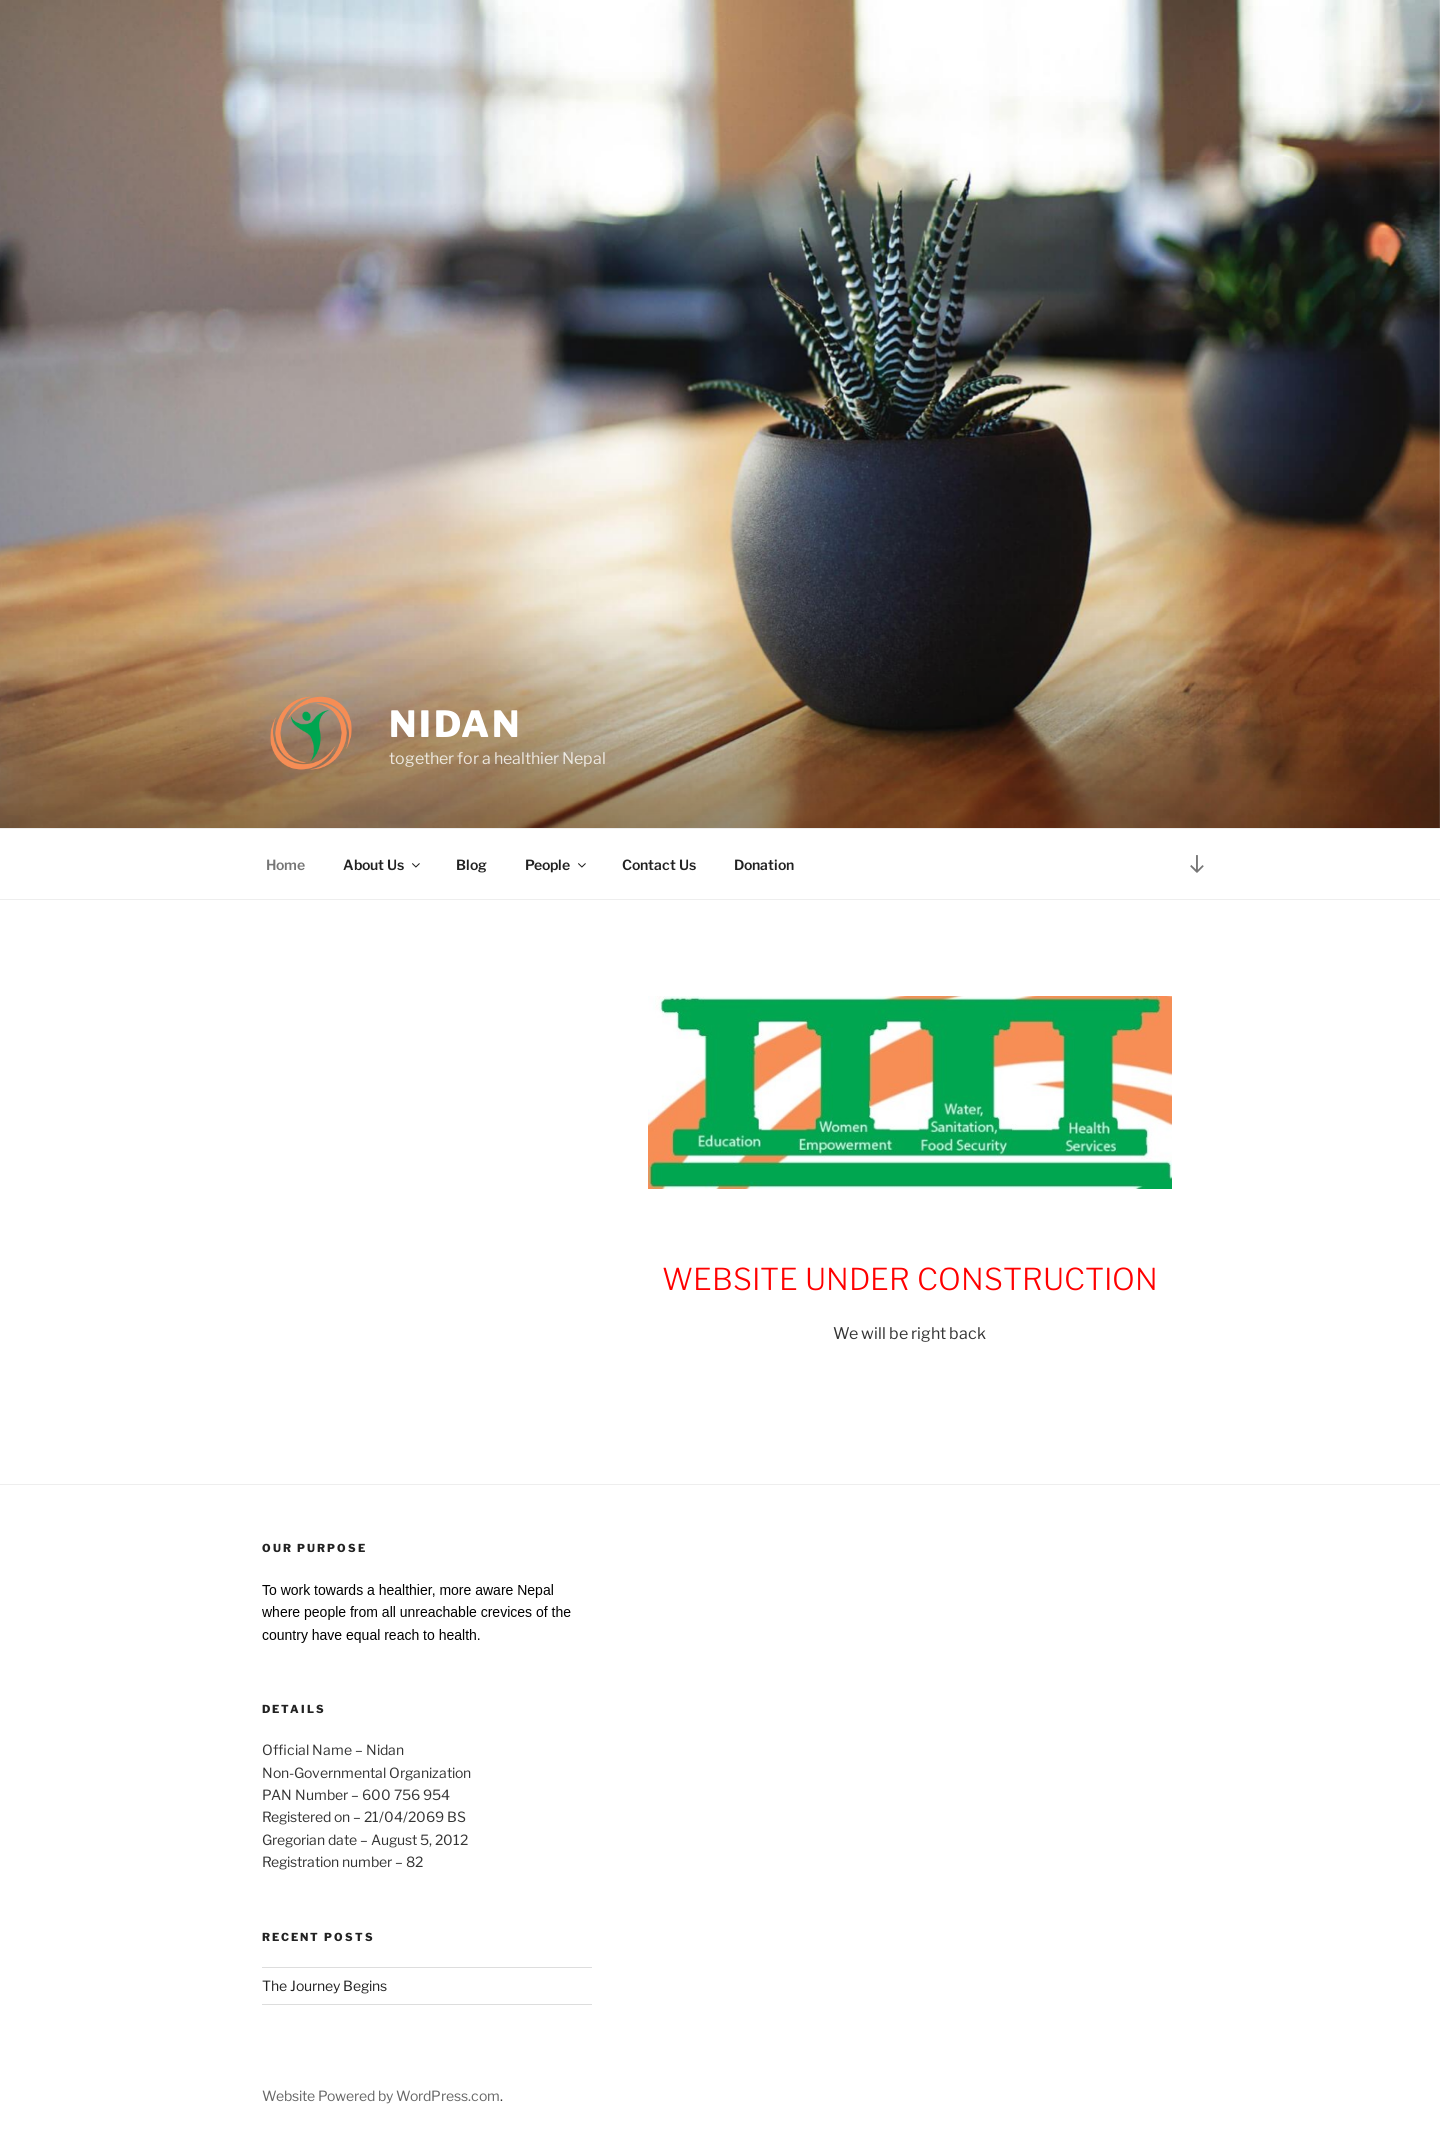 NIDAN
together for a healthier Nepal
Home
About Us
Blog
People
Contact Us
Donation
Education
Women
Empowerment
Water,
Sanitation,
Food Security
Health
Services
WEBSITE UNDER CONSTRUCTION
We will be right back
OUR PURPOSE
To work towards a healthier, more aware Nepal
where people from all unreachable crevices of the
country have equal reach to health.
DETAILS
Official Name – Nidan
Non-Governmental Organization
PAN Number – 600 756 954
Registered on – 21/04/2069 BS
Gregorian date – August 5, 2012
Registration number – 82
RECENT POSTS
The Journey Begins
Website Powered by WordPress.com.